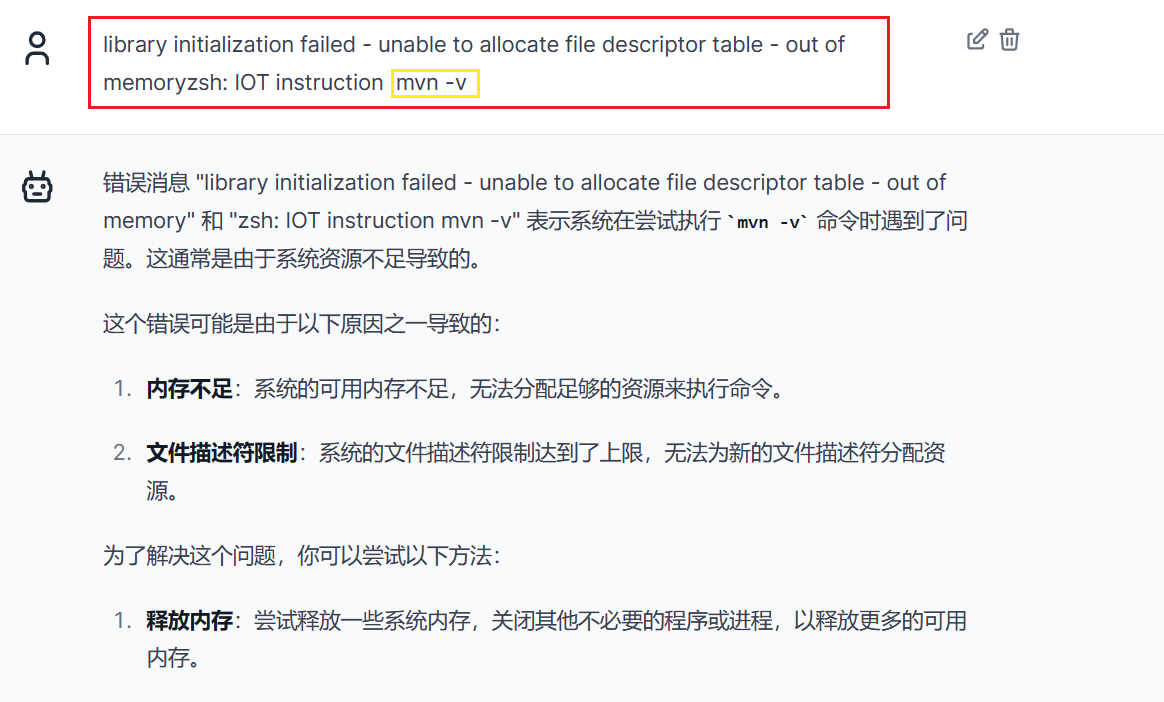 library initialization failed - unable to allocate file descriptor table - out of
memoryzsh: IOT instruction mvn -v
错误消息 "library initialization failed - unable to allocate file descriptor table - out of
memory" 和 "zsh: IOT instruction mvn -v" 表示系统在尝试执行 `mvn -v` 命令时遇到了问
题。这通常是由于系统资源不足导致的。
这个错误可能是由于以下原因之一导致的：
1. 内存不足：系统的可用内存不足，无法分配足够的资源来执行命令。
2. 文件描述符限制：系统的文件描述符限制达到了上限，无法为新的文件描述符分配资
源。
为了解决这个问题，你可以尝试以下方法：
1. 释放内存：尝试释放一些系统内存，关闭其他不必要的程序或进程，以释放更多的可用
内存。